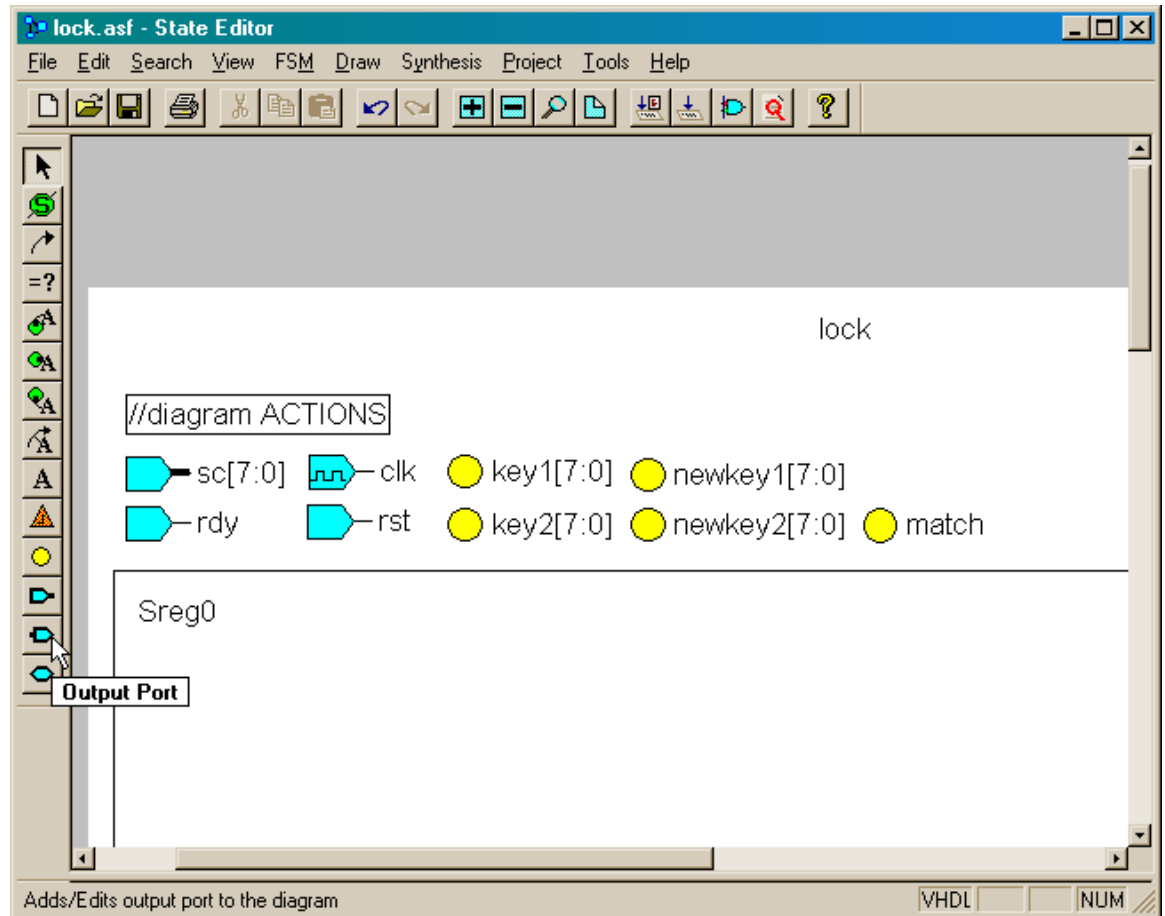 lock.asf - State Editor
File Edit Search View FSM Draw Synthesis Project Tools Help
S
=?
A
A
A
A
A
lock
//diagram ACTIONS
sc[7:0] clk key1[7:0] newkey1[7:0]
rdy rst key2[7:0] newkey2[7:0] match
Sreg0
Output Port
Adds/Edits output port to the diagram VHDL NUM